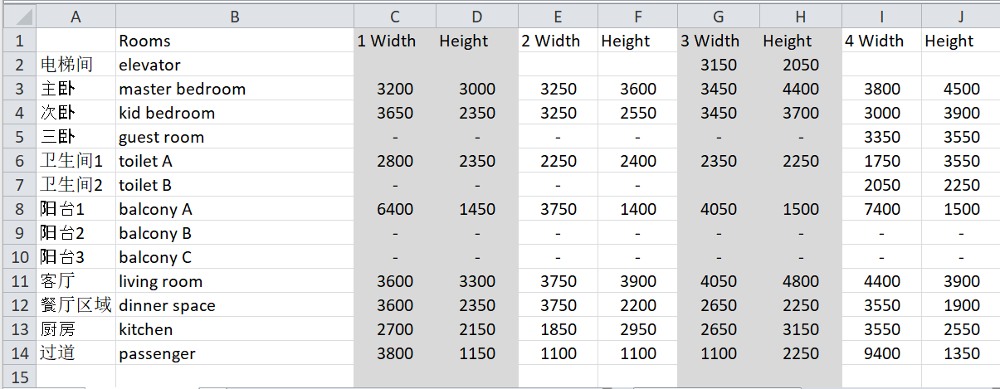 A B C D E F G H I J
1 Rooms 1 Width Height 2 Width Height 3 Width Height 4 Width Height
2 电梯间 elevator 3150 2050
3 主卧 master bedroom 3200 3000 3250 3600 3450 4400 3800 4500
4 次卧 kid bedroom 3650 2350 3250 2550 3450 3700 3000 3900
5 三卧 guest room - - - - - - 3350 3550
6 卫生间1 toilet A 2800 2350 2250 2400 2350 2250 1750 3550
7 卫生间2 toilet B - - - - 2050 2250
8 阳台1 balcony A 6400 1450 3750 1400 4050 1500 7400 1500
9 阳台2 balcony B - - - - - - - -
10 阳台3 balcony C - - - - - - - -
11 客厅 living room 3600 3300 3750 3900 4050 4800 4400 3900
12 餐厅区域 dinner space 3600 2350 3750 2200 2650 2250 3550 1900
13 厨房 kitchen 2700 2150 1850 2950 2650 3150 3550 2550
14 过道 passenger 3800 1150 1100 1100 1100 2250 9400 1350
15